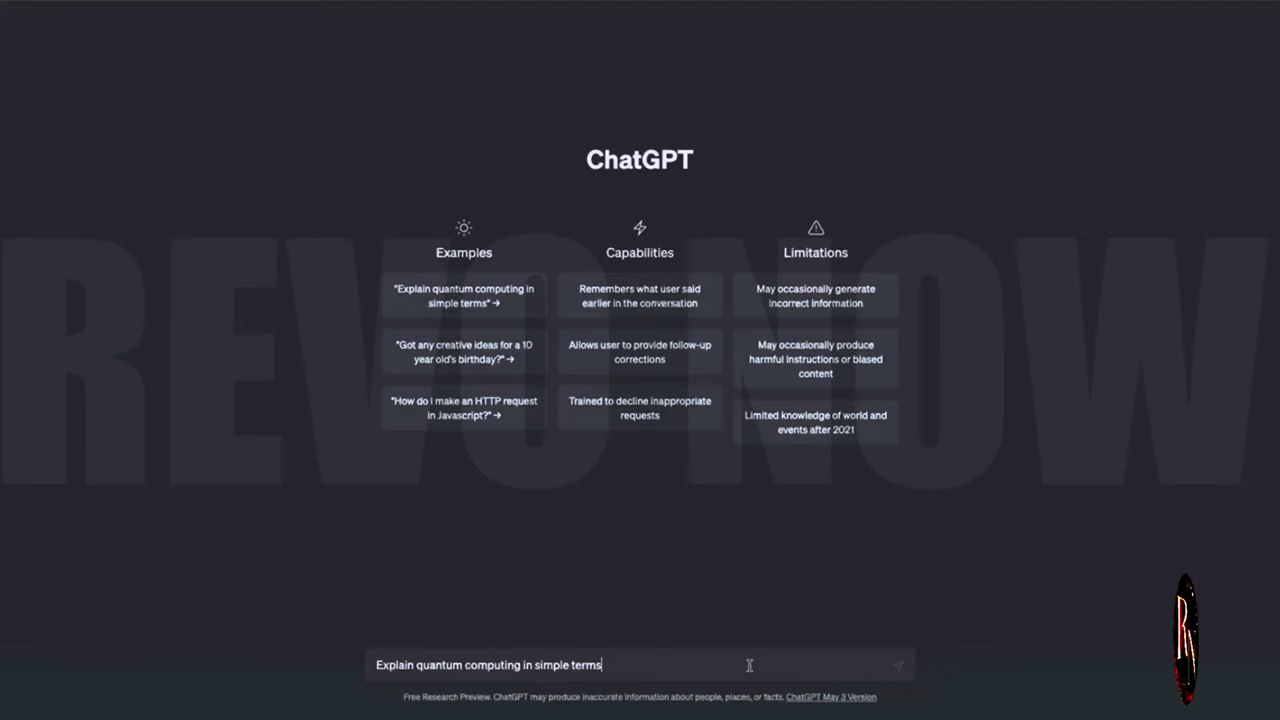 ChatGPT
Examples
"Explain quantum computing in
simple terms" →
"Got any creative ideas for a 10
year old's birthday?" →
"How do I make an HTTP request
in Javascript?" →
Capabilities
Remembers what user said
earlier in the conversation
Allows user to provide follow-up
corrections
Trained to decline inappropriate
requests
Limitations
May occasionally generate
incorrect information
May occasionally produce
harmful instructions or biased
content
Limited knowledge of world and
events after 2021
REVO NOW
Explain quantum computing in simple terms
Free Research Preview. ChatGPT may produce inaccurate information about people, places, or facts. ChatGPT May 3 Version
R